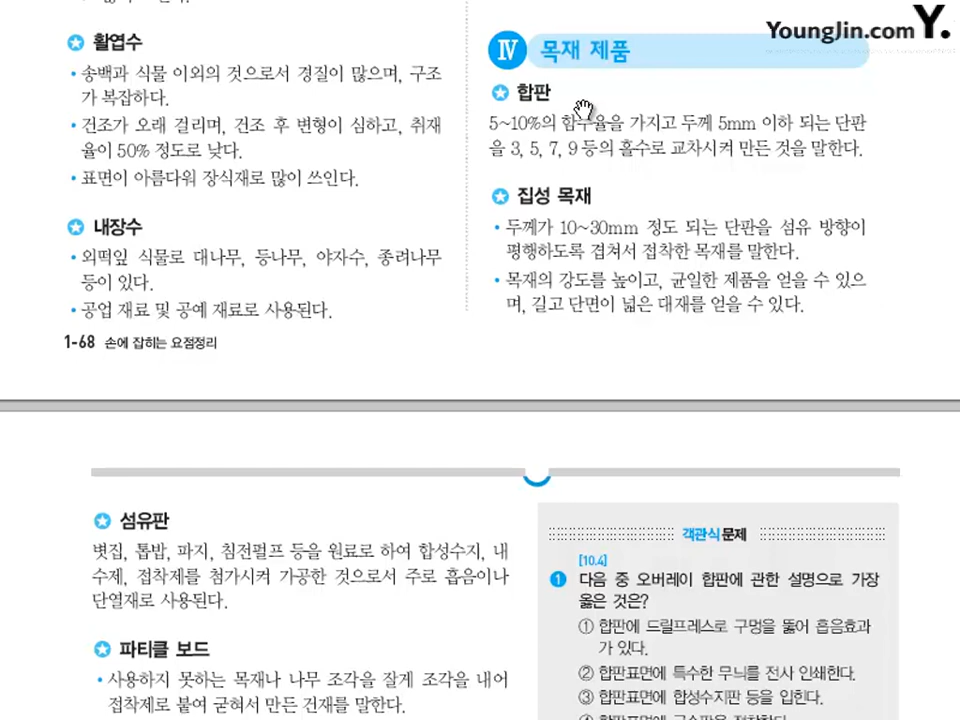 YoungJin.com Y.
활엽수
• 송백과 식물 이외의 것으로서 경질이 많으며, 구조
가 복잡하다.
• 건조가 오래 걸리며, 건조 후 변형이 심하고, 취재
율이 50% 정도로 낮다.
• 표면이 아름다워 장식재로 많이 쓰인다.
내장수
• 외떡잎 식물로 대나무, 등나무, 야자수, 종려나무
등이 있다.
• 공업 재료 및 공예 재료로 사용된다.
1-68 손에 잡히는 요점정리
Ⅳ 목재 제품
합판
5~10%의 함수율을 가지고 두께 5mm 이하 되는 단판
을 3, 5, 7, 9 등의 홀수로 교차시켜 만든 것을 말한다.
집성 목재
• 두께가 10~30mm 정도 되는 단판을 섬유 방향이
평행하도록 겹쳐서 접착한 목재를 말한다.
• 목재의 강도를 높이고, 균일한 제품을 얻을 수 있으
며, 길고 단면이 넓은 대재를 얻을 수 있다.
섬유판
볏짚, 톱밥, 파지, 침전펄프 등을 원료로 하여 합성수지, 내
수제, 접착제를 첨가시켜 가공한 것으로서 주로 흡음이나
단열재로 사용된다.
파티클 보드
• 사용하지 못하는 목재나 나무 조각을 잘게 조각을 내어
접착제로 붙여 굳혀서 만든 건재를 말한다.
객관식 문제
[10.4]
1 다음 중 오버레이 합판에 관한 설명으로 가장
옳은 것은?
① 합판에 드릴프레스로 구멍을 뚫어 흡음효과
가 있다.
② 합판표면에 특수한 무늬를 전사 인쇄한다.
③ 합판표면에 합성수지판 등을 입힌다.